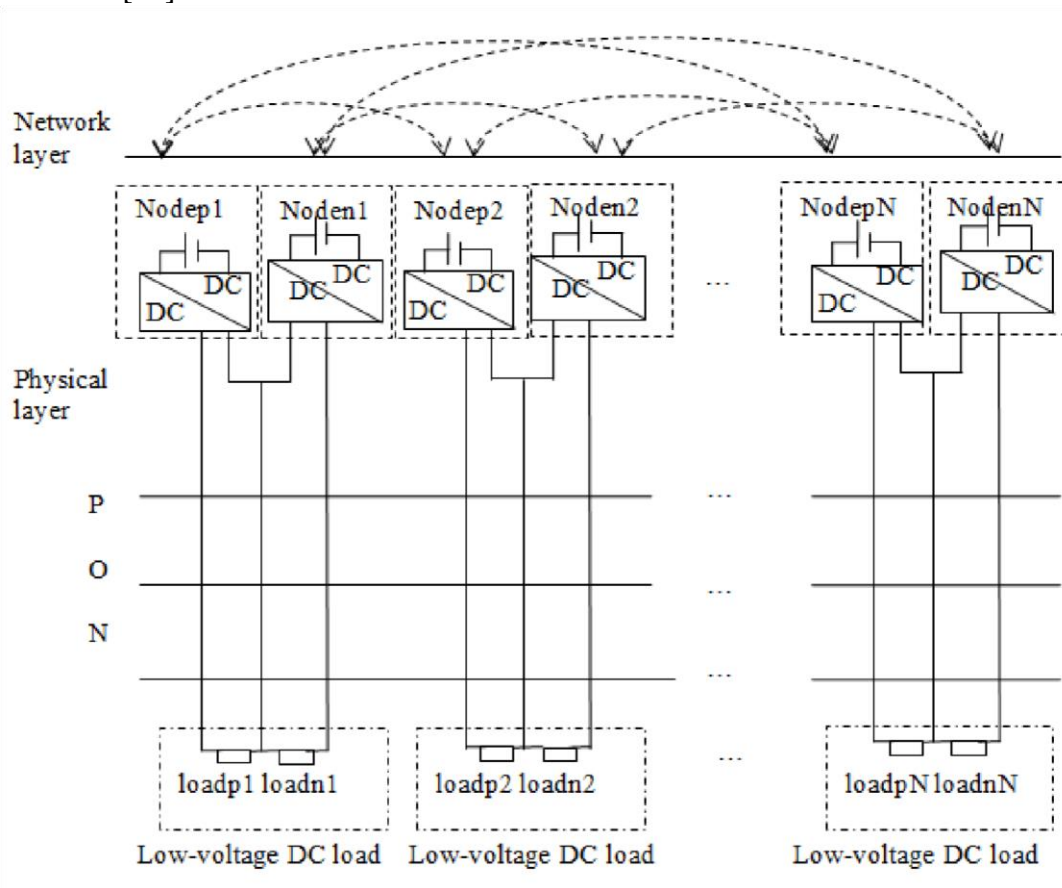 Network
layer
Nodep1 Noden1 Nodep2 Noden2 NodepN NodenN
DC DC DC DC DC DC
DC DC DC DC DC DC
...
Physical
layer
P ...
O ...
N
...
...
loadp1 loadn1 loadp2 loadn2 loadpN loadnN
Low-voltage DC load Low-voltage DC load Low-voltage DC load